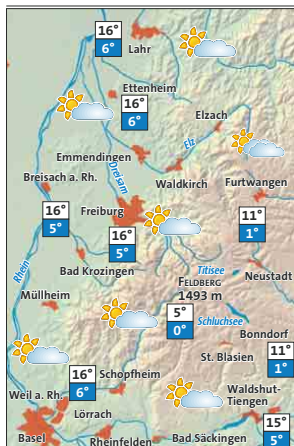 16°
6°
Lahr
Ettenheim
16°
6°
Elzach
Elz
Emmendingen
Dreisam
Breisach a. Rh.
Waldkirch
Furtwangen
16°
5°
Freiburg
11°
1°
16°
5°
Rhein
Bad Krozingen
Titisee
Neustadt
FELDBERG
1493 m
Müllheim
5°
0°
Schluchsee
Bonndorf
St. Blasien
11°
1°
16°
6°
Schopfheim
Weil a. Rh.
Waldshut-
Tiengen
Lörrach
15°
5°
Basel
Rheinfelden
Bad Säckingen